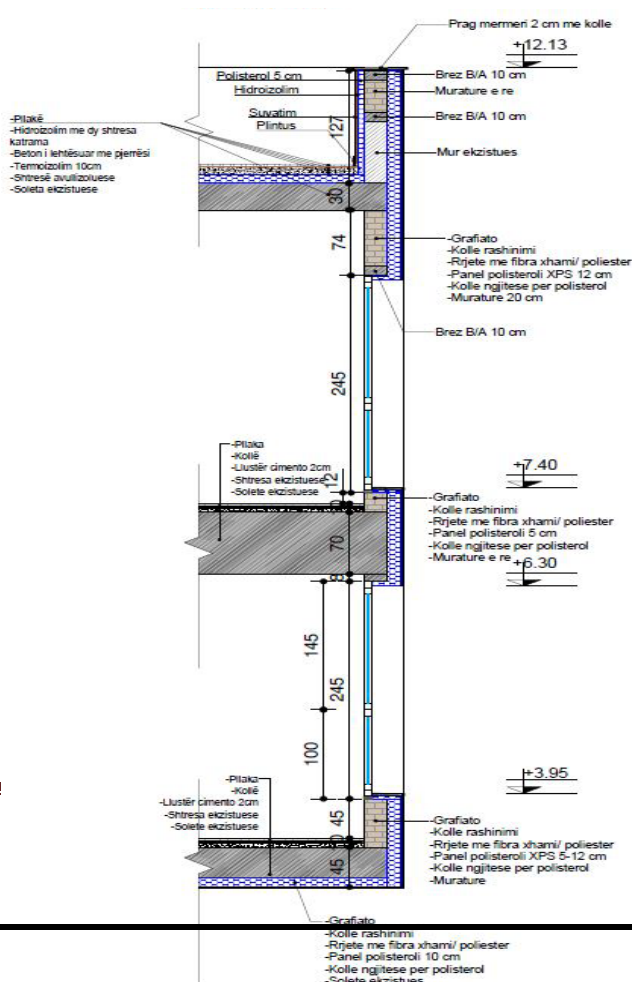 Prag mermeri 2 cm me kolle
+12.13
Polisterol 5 cm
Hidroizolim
Brez B/A 10 cm
Murature e re
Suvatim
Plintus
127
Brez B/A 10 cm
Mur ekzistues
-Pllakë
-Hidroizolim me dy shtresa
katrama
-Beton i lehtësuar me pjerrësi
-Termoizolim 10cm
-Shtresë avullizoluese
-Soleta ekzistuese
30
74
-Grafiato
-Kolle rashinimi
-Rrjete me fibra xhami/ poliester
-Panel polisteroli XPS 12 cm
-Kolle ngjitese per polisterol
-Murature 20 cm
Brez B/A 10 cm
245
-Pllaka
-Kollë
-Llustër cimento 2cm
-Shtresa ekzistuese
-Solete ekzistuese
12
+7.40
-Grafiato
-Kolle rashinimi
-Rrjete me fibra xhami/ poliester
-Panel polisteroli 5 cm
-Kolle ngjitese per polisterol
-Murature e re
+6.30
70
8
145
245
100
+3.95
-Pllaka
-Kollë
-Llustër cimento 2cm
-Shtresa ekzistuese
-Solete ekzistuese
45
45
-Grafiato
-Kolle rashinimi
-Rrjete me fibra xhami/ poliester
-Panel polisteroli XPS 5-12 cm
-Kolle ngjitese per polisterol
-Murature
-Grafiato
-Kolle rashinimi
-Rrjete me fibra xhami/ poliester
-Panel polisteroli 10 cm
-Kolle ngjitese per polisterol
-Solete ekzistues